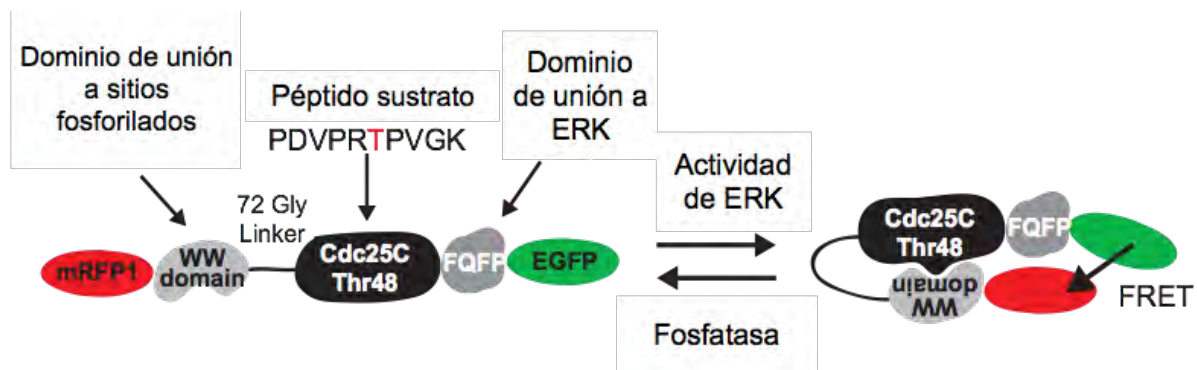 Dominio de unión
a sitios
fosforilados
Péptido sustrato
PDVPRTPVGK
Dominio
de unión a
ERK
72 Gly
Linker
mRFP1
WW
domain
Cdc25C
Thr48
FQFP
EGFP
Actividad
de ERK
Fosfatasa
Cdc25C
Thr48
FQFP
WW
domain
FRET